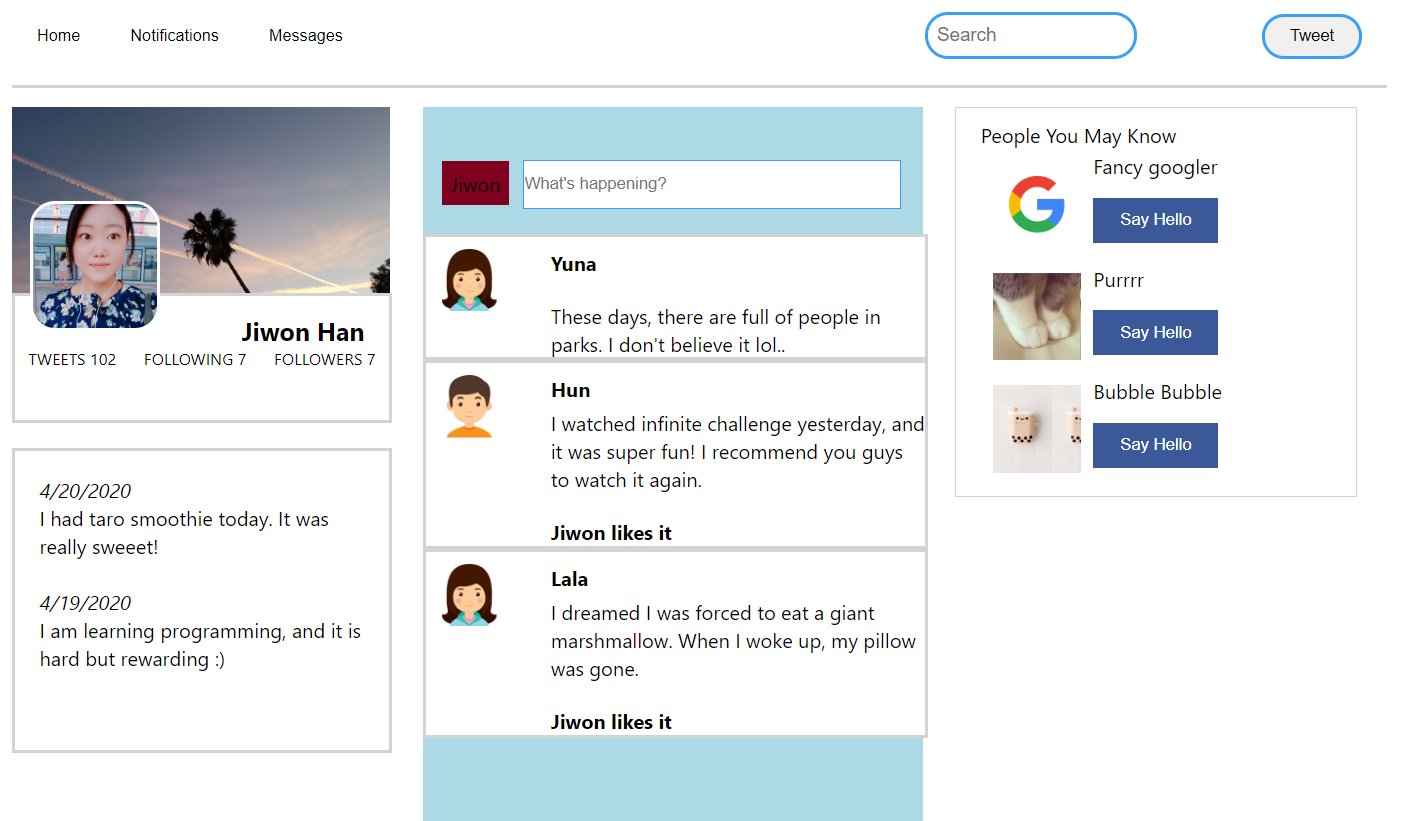 Home
Notifications
Messages
Search
Tweet
Jiwon Han
TWEETS 102
FOLLOWING 7
FOLLOWERS 7
4/20/2020
I had taro smoothie today. It was
really sweeet!
4/19/2020
I am learning programming, and it is
hard but rewarding :)
Jiwon
What's happening?
Yuna
These days, there are full of people in
parks. I don't believe it lol..
Hun
I watched infinite challenge yesterday, and
it was super fun! I recommend you guys
to watch it again.
Jiwon likes it
Lala
I dreamed I was forced to eat a giant
marshmallow. When I woke up, my pillow
was gone.
Jiwon likes it
People You May Know
Fancy googler
Say Hello
Purrrr
Say Hello
Bubble Bubble
Say Hello